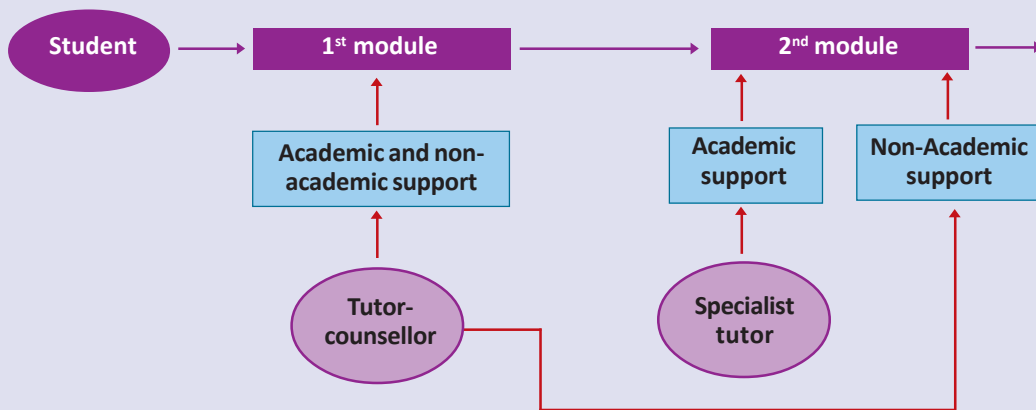 Student
1st module
2nd module
Academic and non-
academic support
Academic
support
Non-Academic
support
Tutor-
counsellor
Specialist
tutor